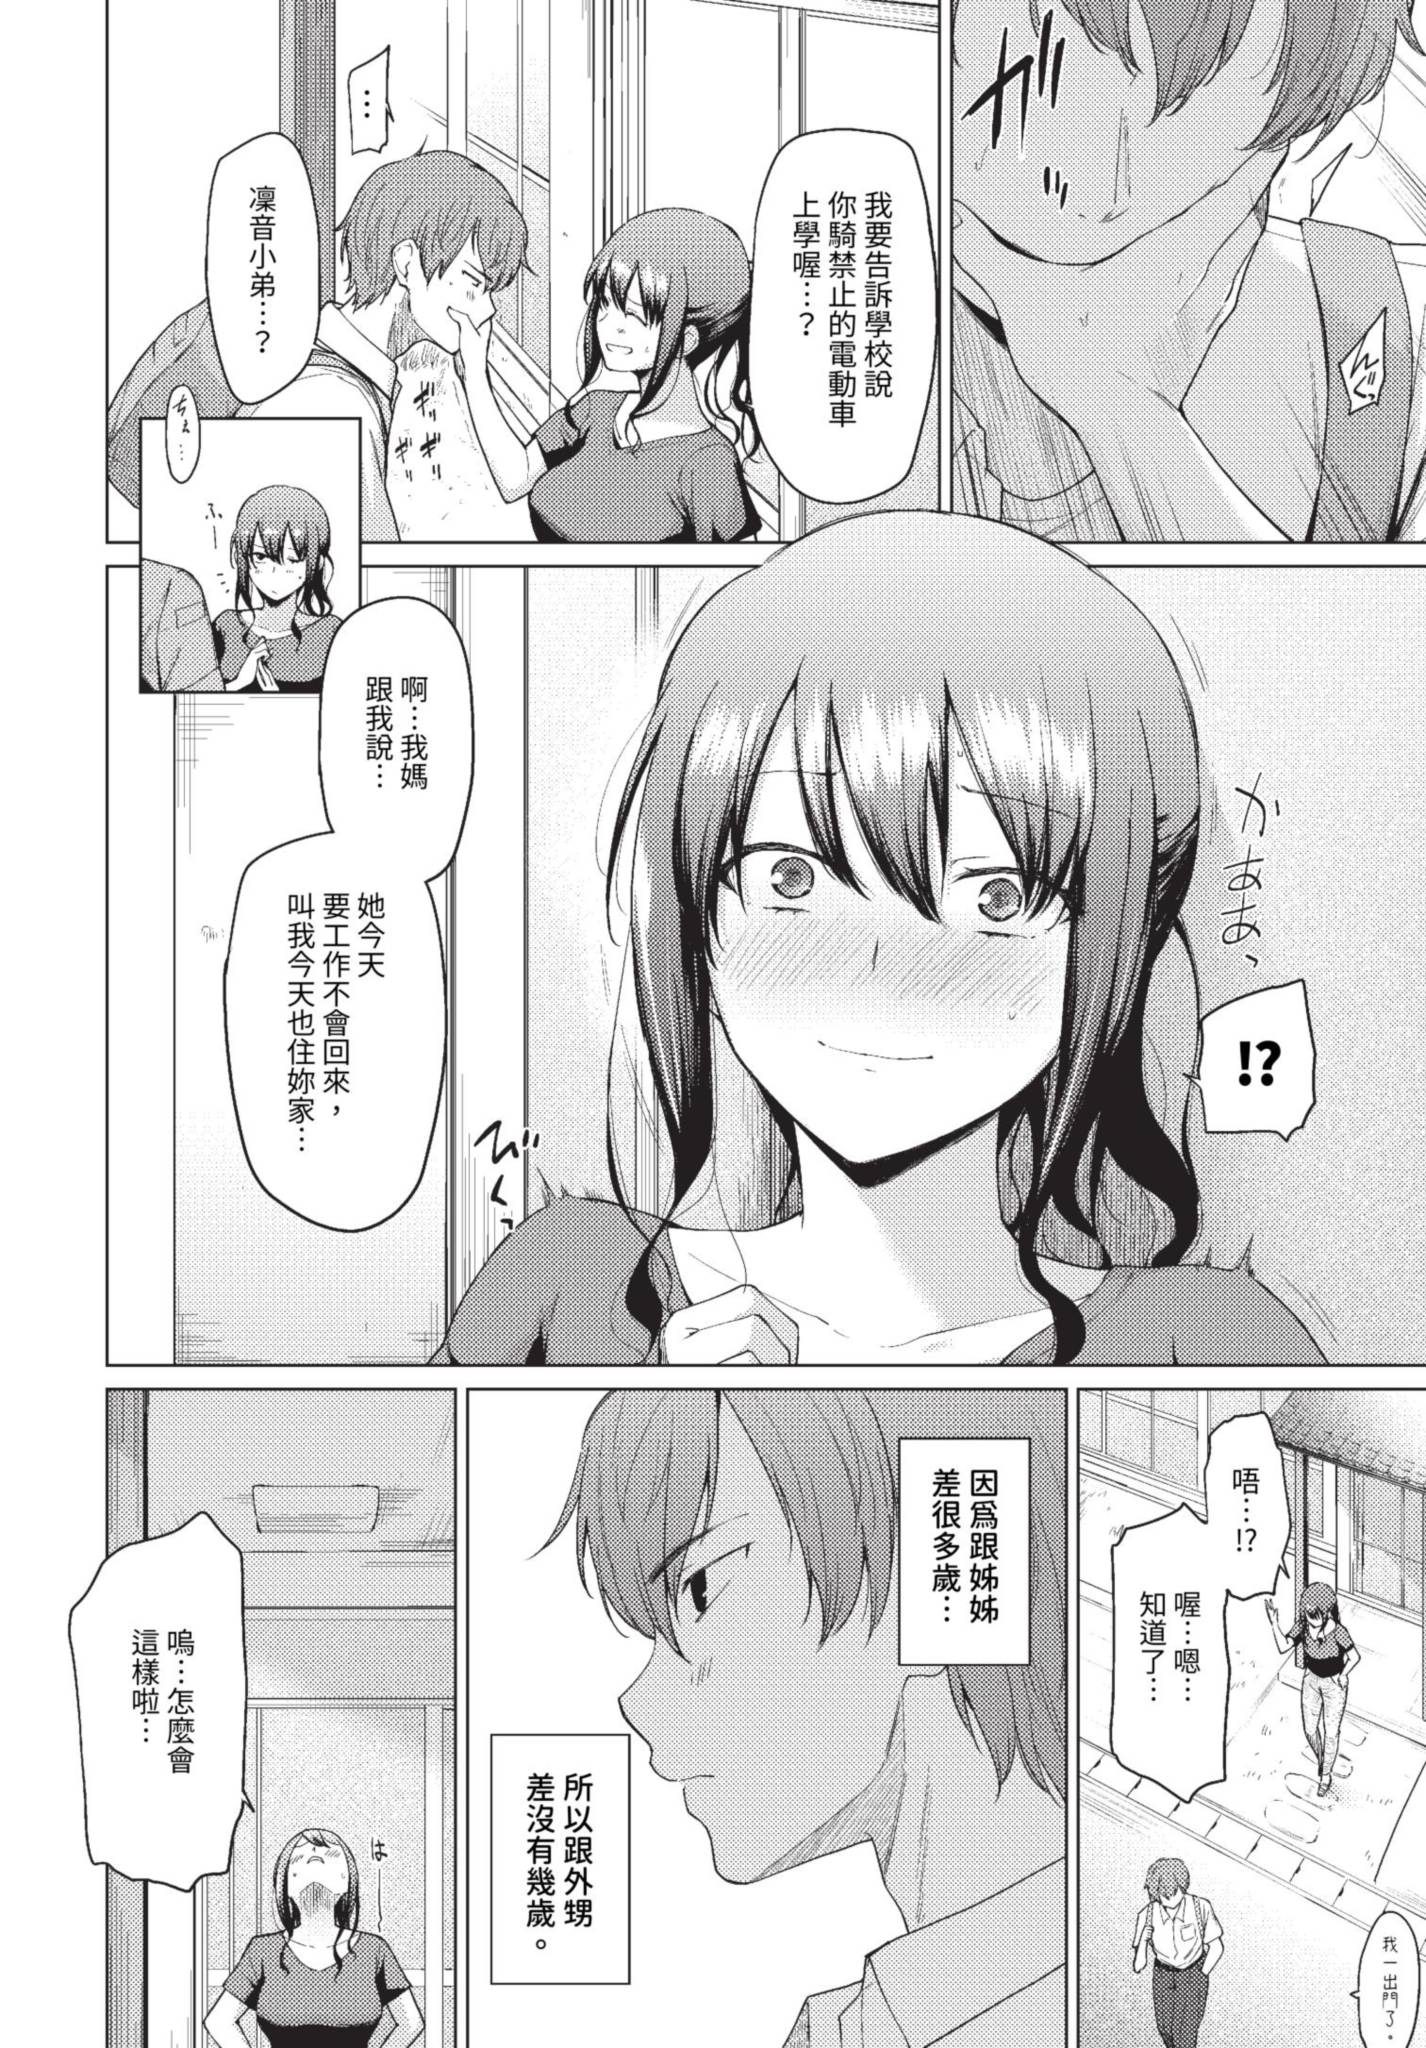 ガッ
ぐいっ
我要告訴學校說
你騎禁止的電動車
上學喔…？
…
凜音小弟…？
ギリ
ギリ
ちぇ…
ふー
かぁぁ、
!?
びくっ
啊…我媽
跟我說…
她今天
要工作不會回來，
叫我今天也住妳家…
唔…!?
喔…嗯…
知道了…
我一出門了。
因為跟姊姊
差很多歲…
所以跟外甥
差沒有幾歲。
は
嗚…怎麼會
這樣啦…